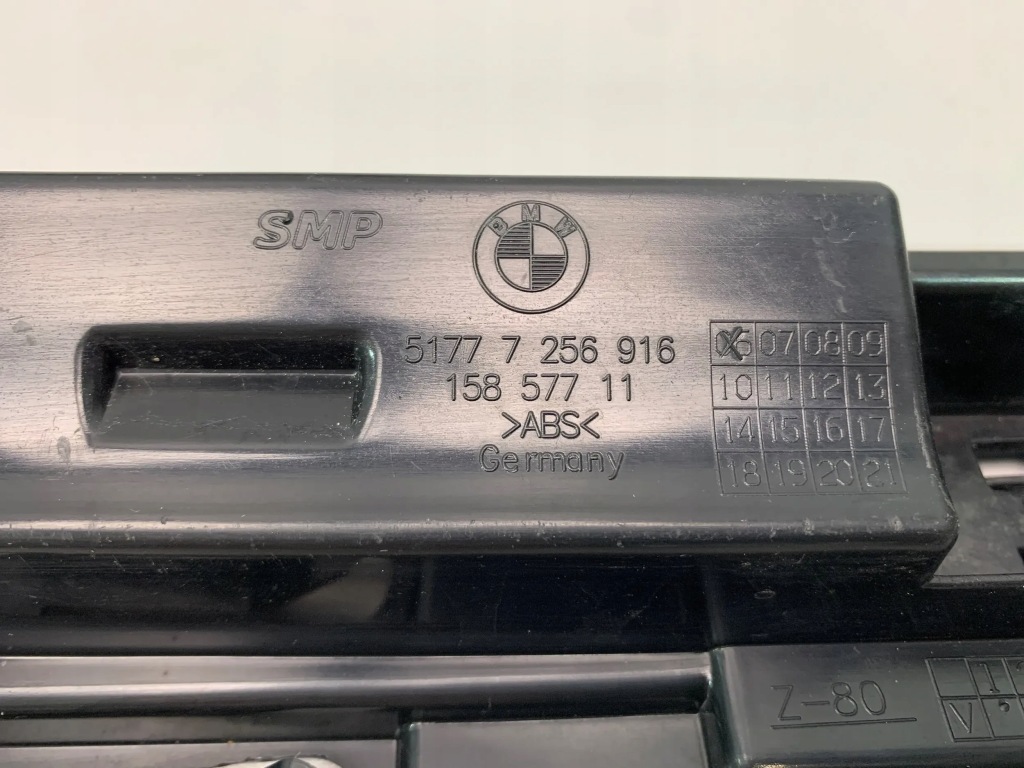 SMP
BMW
5177 7 256 916
158 577 11
>ABS<
Germany
06 07 08 09
10 11 12 13
14 15 16 17
18 19 20 21
Z-80
1
V